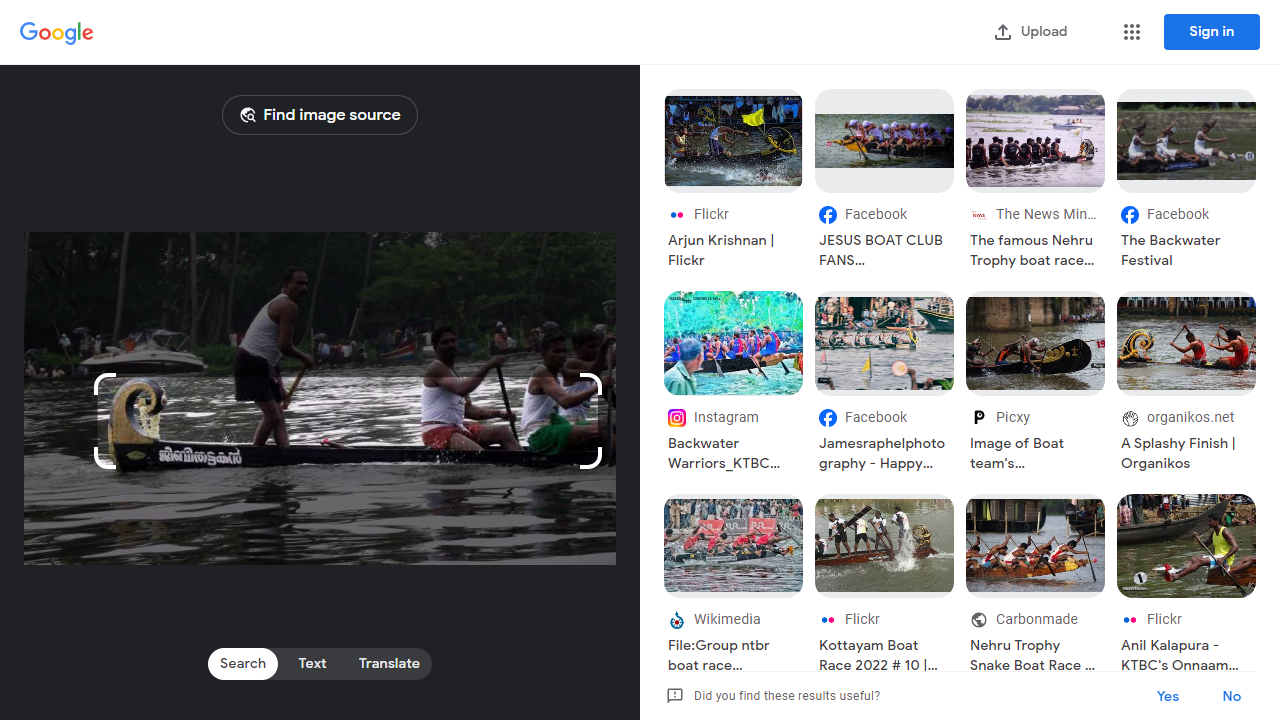 Google
Upload
Sign in
Find image source
Search
Text
Translate
Flickr
Arjun Krishnan |
Flickr
Facebook
JESUS BOAT CLUB
FANS...
The News Min...
The famous Nehru
Trophy boat race...
Facebook
The Backwater
Festival
Instagram
Backwater
Warriors_KTBC...
Facebook
Jamesraphelphoto
graphy - Happy...
Picxy
Image of Boat
team's...
organikos.net
A Splashy Finish |
Organikos
Wikimedia
File:Group ntbr
boat race...
Flickr
Kottayam Boat
Race 2022 # 10 |...
Carbonmade
Nehru Trophy
Snake Boat Race ...
Flickr
Anil Kalapura -
KTBC's Onnaam...
Did you find these results useful?
Yes
No